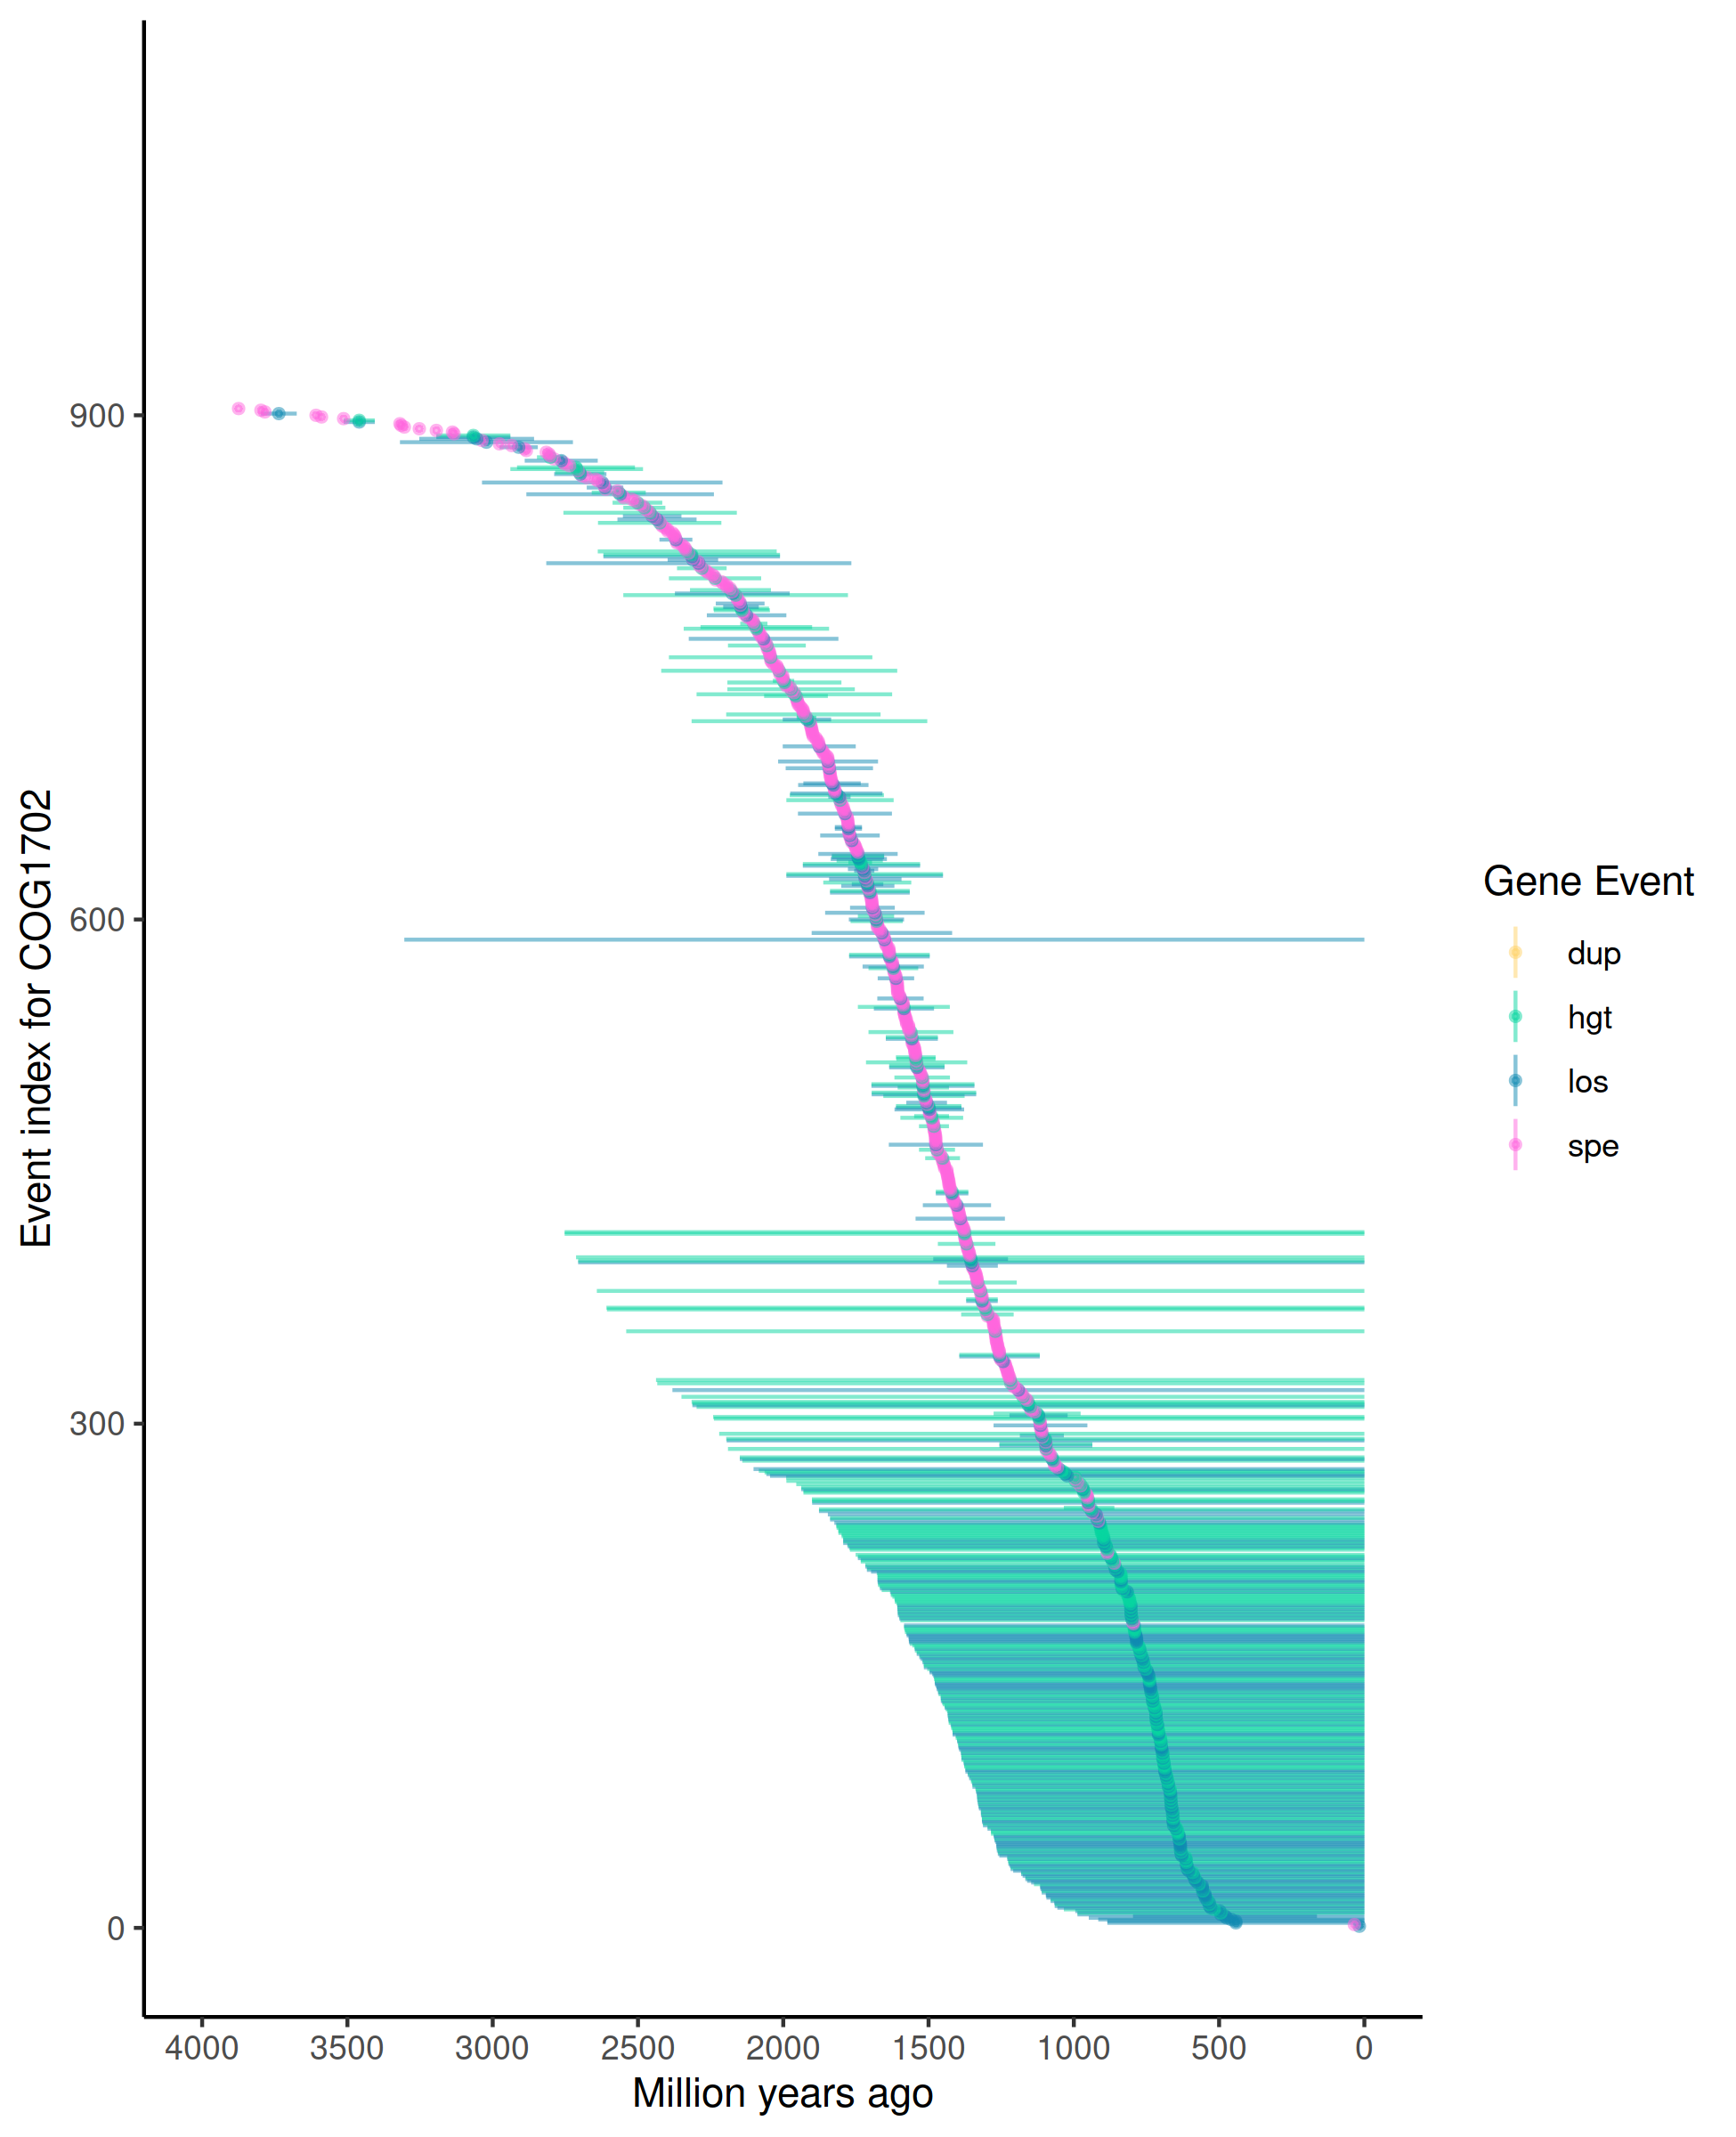 Event index for COG1702
900
600
300
0
4000 3500 3000 2500 2000 1500 1000 500 0
Million years ago
Gene Event
dup
hgt
los
spe